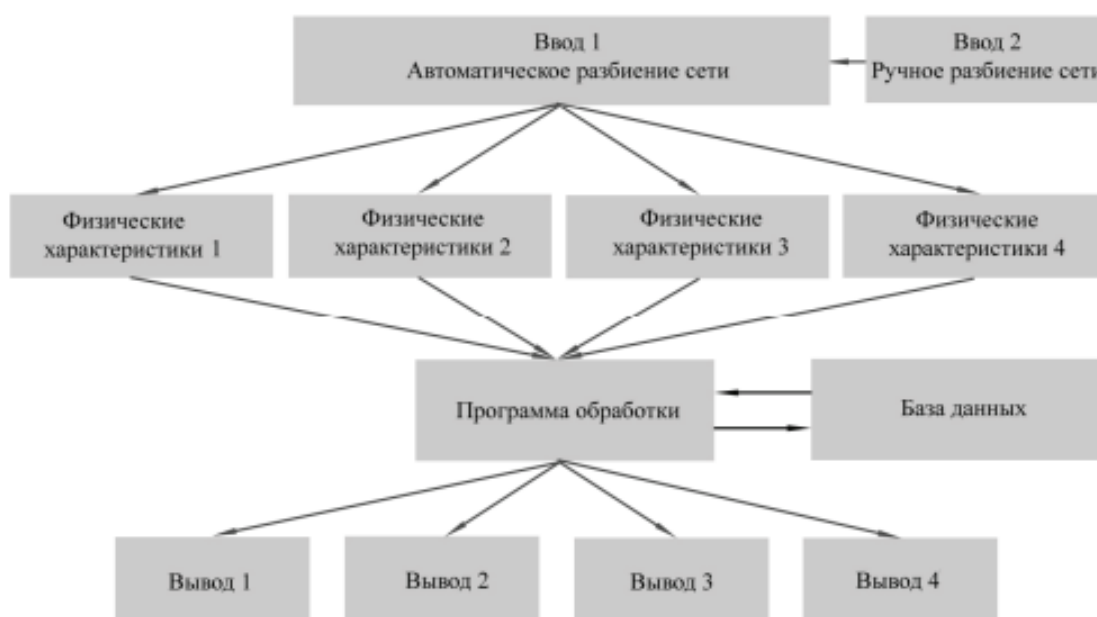 Ввод 1
Автоматическое разбиение сети
Ввод 2
Ручное разбиение сети
Физические
характеристики 1
Физические
характеристики 2
Физические
характеристики 3
Физические
характеристики 4
Программа обработки
База данных
Вывод 1
Вывод 2
Вывод 3
Вывод 4